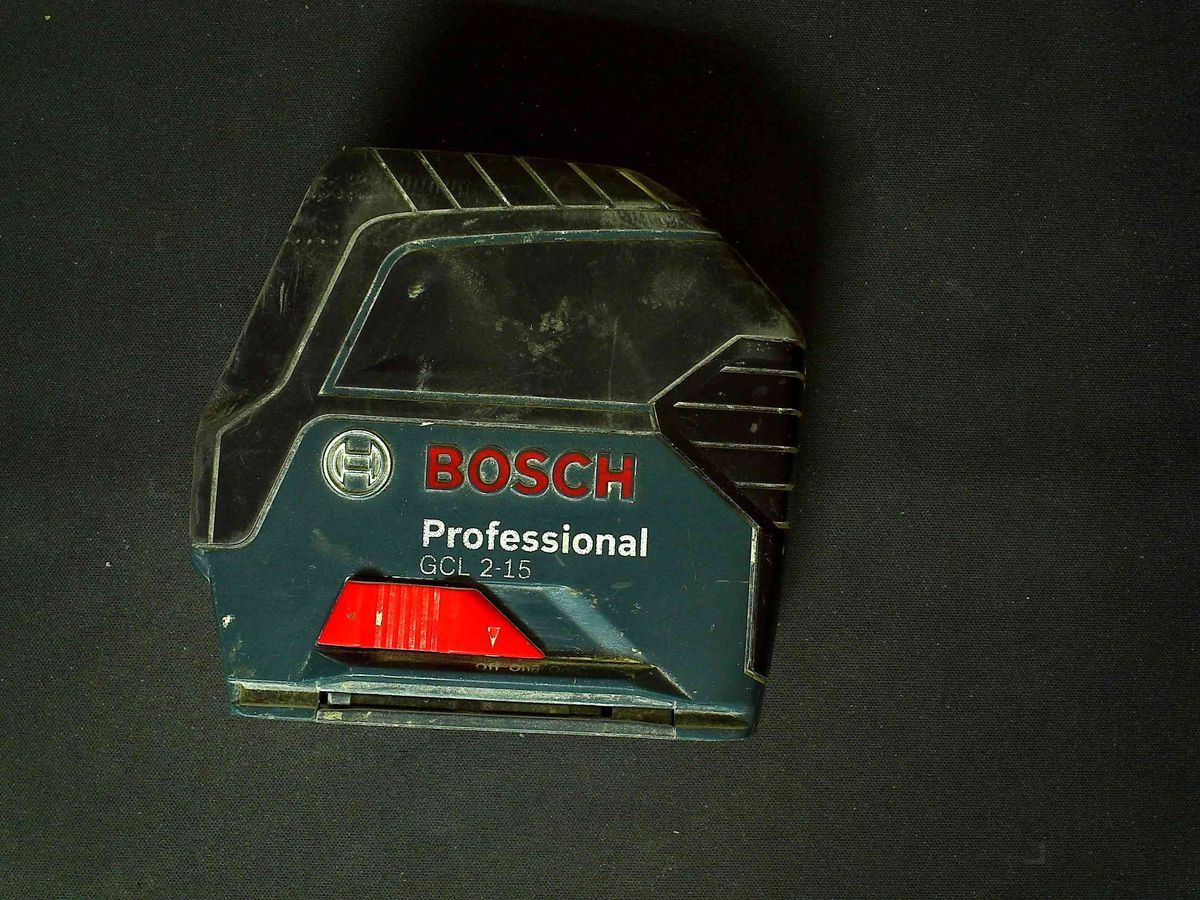 BOSCH
Professional
GCL 2-15